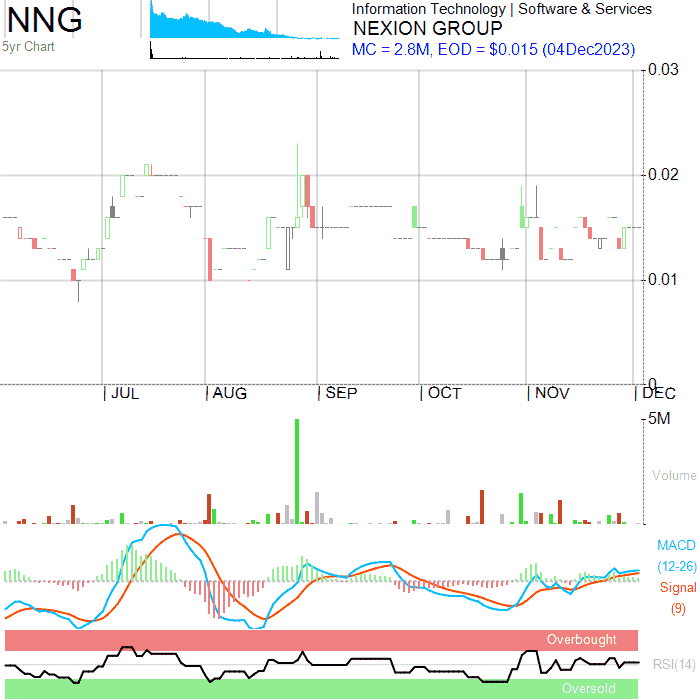 NNG
5yr Chart
Information Technology | Software & Services
NEXION GROUP
MC = 2.8M, EOD = $0.015 (04Dec2023)
0.03
0.02
0.01
0
| JUL | AUG | SEP | OCT | NOV | DEC
5M
Volume
MACD
(12-26)
Signal
(9)
Overbought
RSI(14)
Oversold